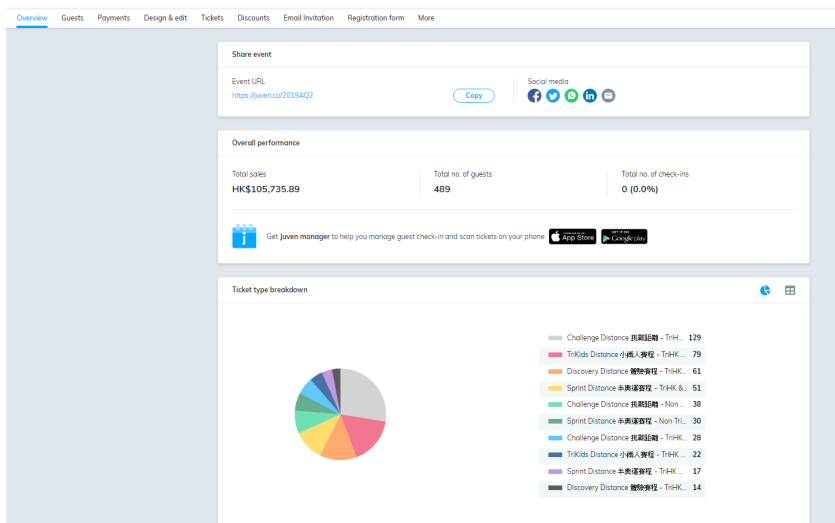 Overview Guests Payments Design & edit Tickets Discounts Email Invitation Registration form More
Share event
Event URL
https://juven.co/2019AQ2
Copy
Social media
Overall performance
Total sales
HK$105,735.89
Total no. of guests
489
Total no. of check-ins
0 (0.0%)
Get Juven manager to help you manage guest check-in and scan tickets on your phone
App Store
GET IT ON
Google play
Ticket type breakdown
Challenge Distance 挑戰距離 - TriH... 129
TriKids Distance 小鐵人賽程 - TriHK ... 79
Discovery Distance 體驗賽程 - TriHK... 61
Sprint Distance 半奧運賽程 - TriHK &... 51
Challenge Distance 挑戰距離 - Non ... 38
Sprint Distance 半奧運賽程 - Non Tri... 30
Challenge Distance 挑戰距離 - TriHK... 28
TriKids Distance 小鐵人賽程 - TriHK ... 22
Sprint Distance 半奧運賽程 - TriHK ... 17
Discovery Distance 體驗賽程 - TriHK... 14